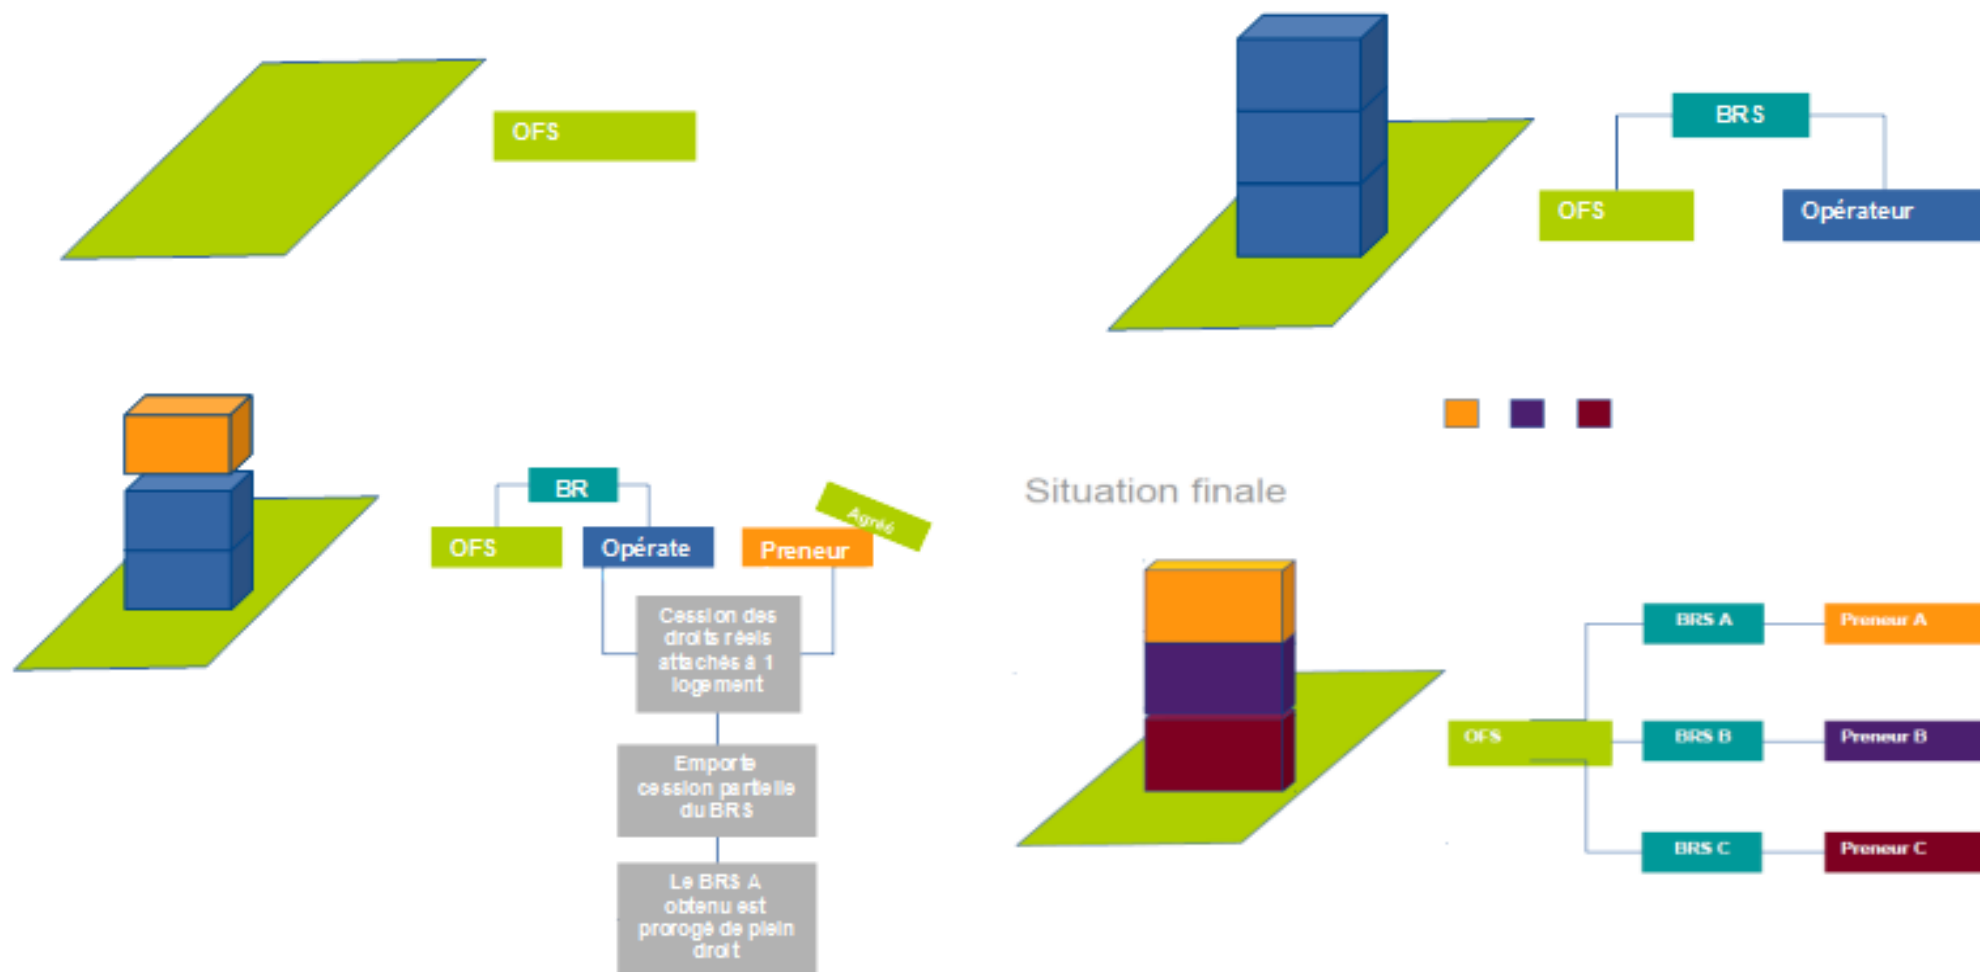 OFS
BRS
OFS
Opérateur
BR
OFS
Opérate
Preneur
Agréé
Cession des
droits réels
attachés à 1
logement
Emporte
cession partielle
du BRS
Le BRS A
obtenu est
prorogé de plein
droit
Situation finale
BRS A
Preneur A
OFS
BRS B
Preneur B
BRS C
Preneur C